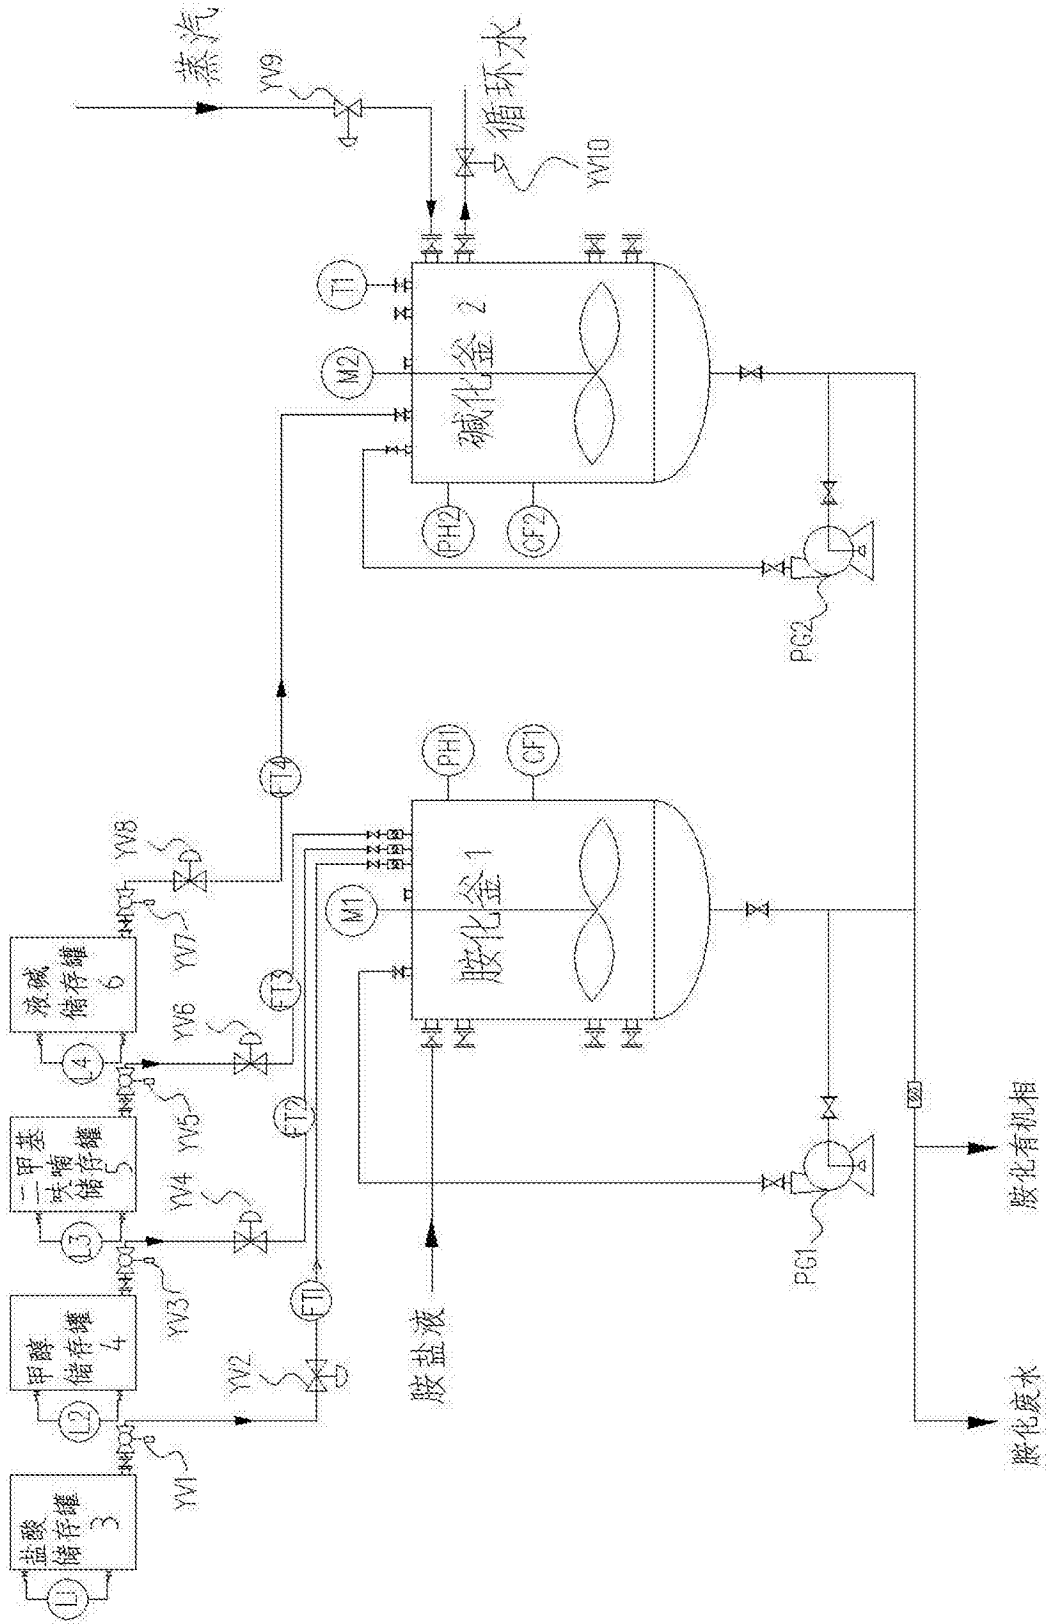 盐酸
储存罐
3
L1
甲醇
储存罐
4
L2
二甲基
呋喃
储存罐
5
L3
液碱
储存罐
6
L4
YV1
YV3
YV5
YV7
YV2
YV4
YV6
YV8
FT1
FT2
FT3
FT4
蒸汽
YV9
M1
M2
T1
胺盐液
胺化釜 1
PH1
CF1
碱化釜 2
PH2
CF2
循环水
YV10
PG1
PG2
胺化废水
胺化有机相